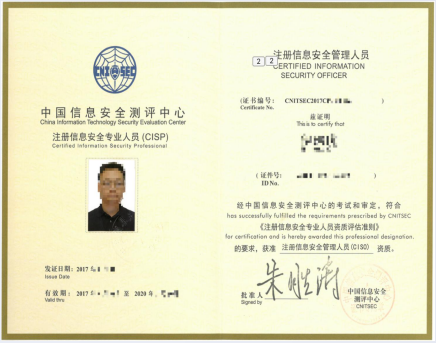 CNITSEC
中国信息安全测评中心
China Information Technology Security Evaluation Center
注册信息安全专业人员(CISP)
Certified Information Security Professional
发证日期：2017
Issue Date
有效期：2017 至 2020年
Valid thru
2 2
注册信息安全管理人员
CERTIFIED INFORMATION
SECURITY OFFICER
(证书编号： CNITSEC2017CP )
Certificate No.
兹证明
This is to certify that
(证件号： )
ID No.
经中国信息安全测评中心的考试和审定，符合
has successfully fulfilled the requirements prescribed by CNITSEC
《注册信息安全专业人员资质评估准则》
for certification and is hereby awarded this professional designation.
的要求，获准 注册信息安全管理人员(CISO) 资质。
批准人
Signed by
中国信息安全
测评中心
CNITSEC